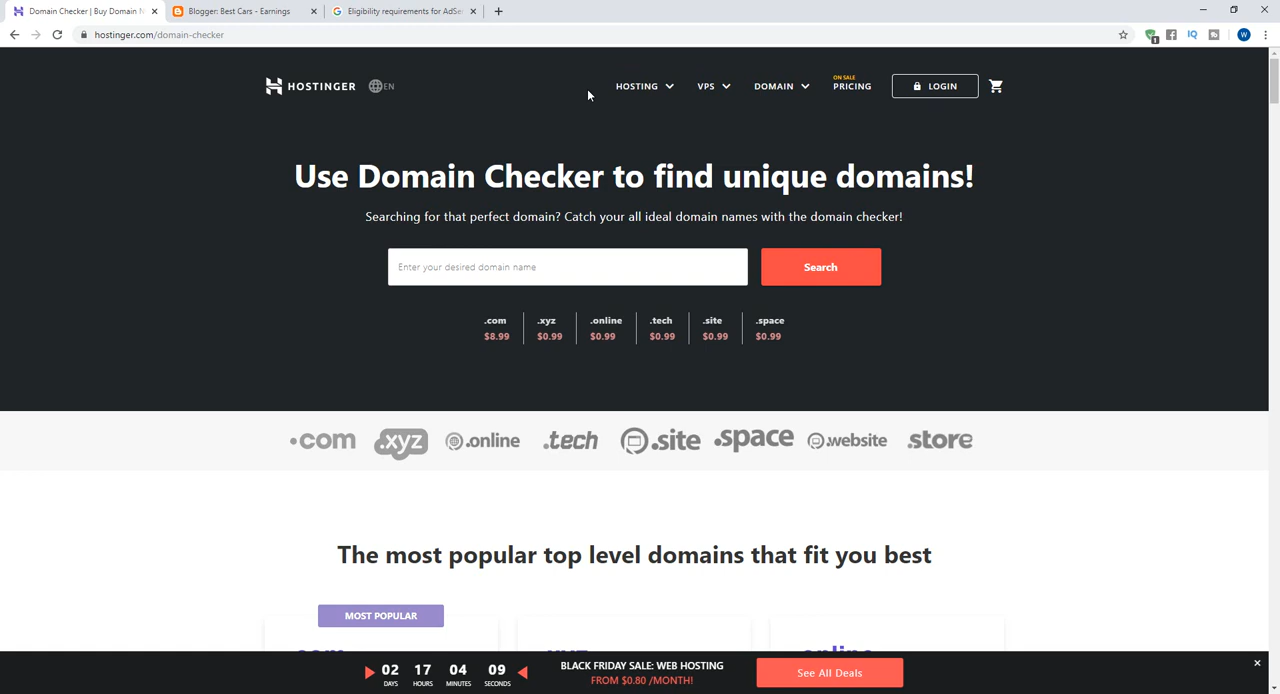 Domain Checker | Buy Domain N
Blogger: Best Cars - Earnings
Eligibility requirements for AdSe
hostinger.com/domain-checker
1
IQ
W
HOSTINGER
EN
HOSTING
VPS
DOMAIN
ON SALE
PRICING
LOGIN
Use Domain Checker to find unique domains!
Searching for that perfect domain? Catch your all ideal domain names with the domain checker!
Enter your desired domain name
Search
.com .xyz .online .tech .site .space
$8.99 $0.99 $0.99 $0.99 $0.99 $0.99
.com .xyz .online .tech .site .space .website .store
The most popular top level domains that fit you best
MOST POPULAR
02 17 04 09
DAYS HOURS MINUTES SECONDS
BLACK FRIDAY SALE: WEB HOSTING
FROM $0.80 /MONTH!
See All Deals